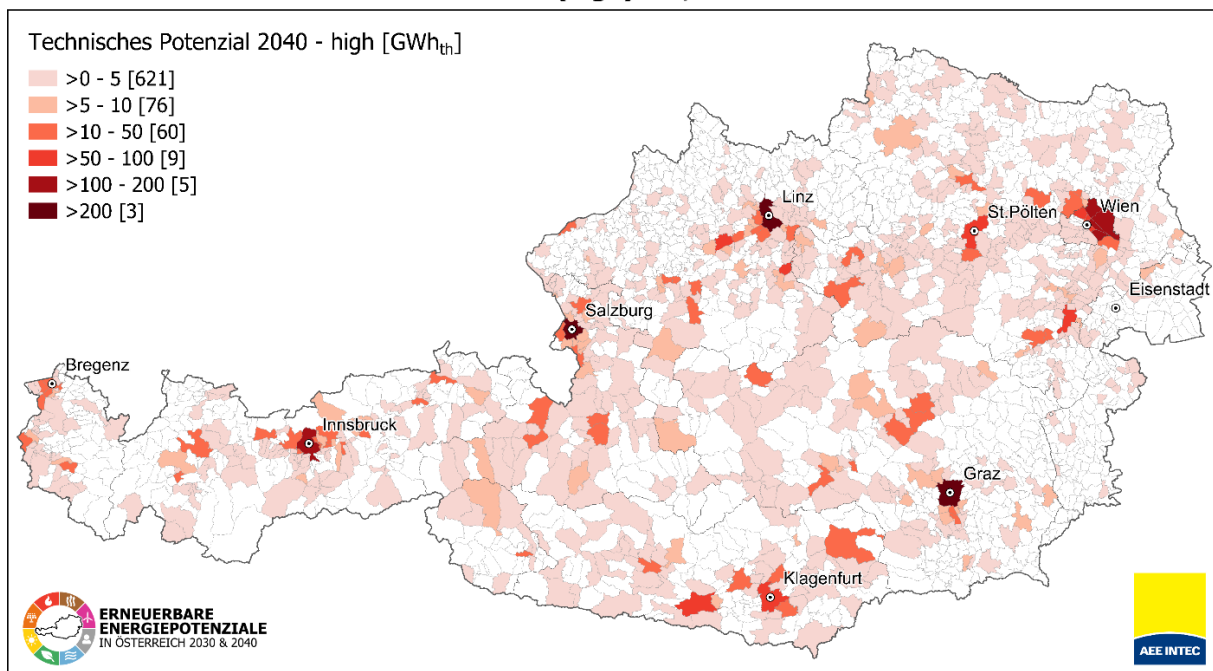 Technisches Potenzial 2040 - high [GWhth]
>0 - 5 [621]
>5 - 10 [76]
>10 - 50 [60]
>50 - 100 [9]
>100 - 200 [5]
>200 [3]
Linz
St.Pölten
Wien
Eisenstadt
Salzburg
Bregenz
Innsbruck
Graz
Klagenfurt
ERNEUERBARE
ENERGIEPOTENZIALE
IN ÖSTERREICH 2030 & 2040
AEE INTEC